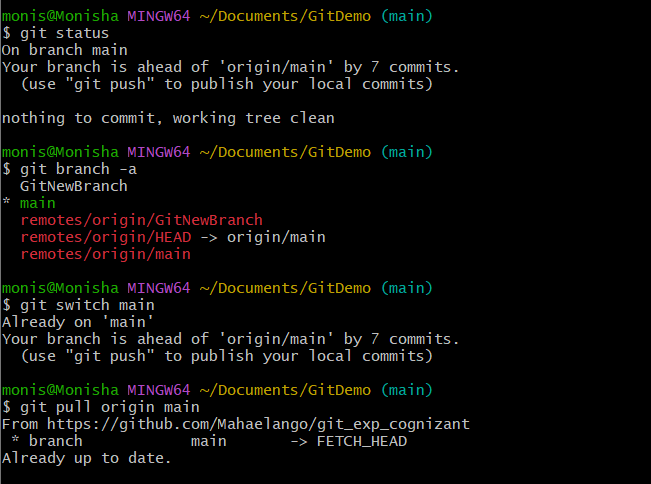 monis@Monisha MINGW64 ~/Documents/GitDemo (main)
$ git status
On branch main
Your branch is ahead of 'origin/main' by 7 commits.
  (use "git push" to publish your local commits)

nothing to commit, working tree clean

monis@Monisha MINGW64 ~/Documents/GitDemo (main)
$ git branch -a
  GitNewBranch
* main
  remotes/origin/GitNewBranch
  remotes/origin/HEAD -> origin/main
  remotes/origin/main

monis@Monisha MINGW64 ~/Documents/GitDemo (main)
$ git switch main
Already on 'main'
Your branch is ahead of 'origin/main' by 7 commits.
  (use "git push" to publish your local commits)

monis@Monisha MINGW64 ~/Documents/GitDemo (main)
$ git pull origin main
From https://github.com/Mahaelango/git_exp_cognizant
 * branch            main       -> FETCH_HEAD
Already up to date.